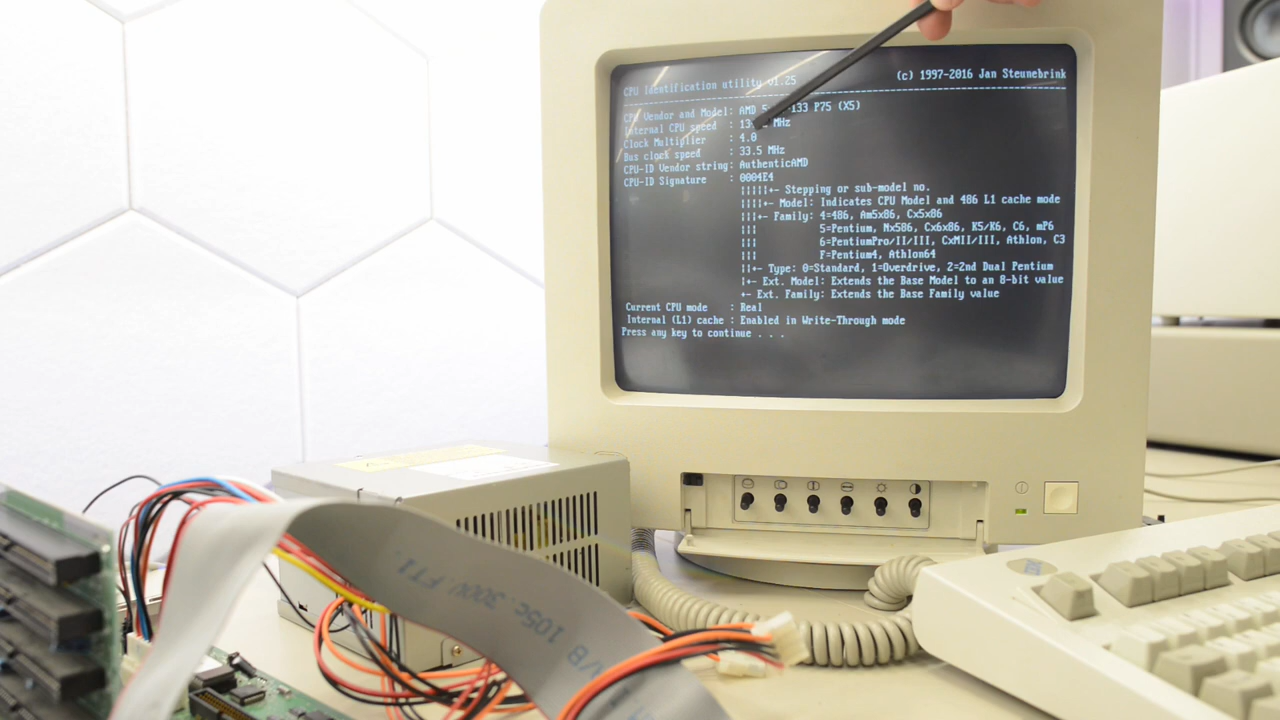 CPU Identification utility v1.25 (c) 1997-2016 Jan Steunebrink
CPU Vendor and Model: AMD 133 P75 (X5)
Internal CPU speed : MHz
Clock Multiplier : 4.0
Bus clock speed : 33.5 MHz
CPU-ID Vendor string: AuthenticAMD
CPU-ID Signature : 0004E4
||||||+- Stepping or sub-model no.
|||||+- Model: Indicates CPU Model and 486 L1 cache mode
|||+- Family: 4=486, Am5x86, Cx5x86
||| 5=Pentium, Nx586, Cx6x86, K5/K6, C6, mP6
||| 6=PentiumPro/II/III, CxMII/III, Athlon, C3
||| F=Pentium4, Athlon64
||+- Type: 0=Standard, 1=Overdrive, 2=2nd Dual Pentium
|+- Ext. Model: Extends the Base Model to an 8-bit value
+- Ext. Family: Extends the Base Family value
Current CPU mode : Real
Internal (L1) cache : Enabled in Write-Through mode
Press any key to continue . . .
105c. 300V FT1